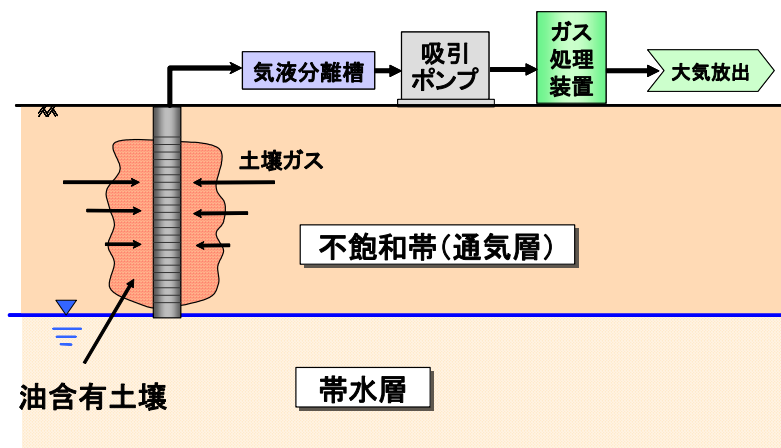 気液分離槽
吸引
ポンプ
ガス
処理
装置
大気放出
土壌ガス
不飽和帯（通気層）
油含有土壌
帯水層